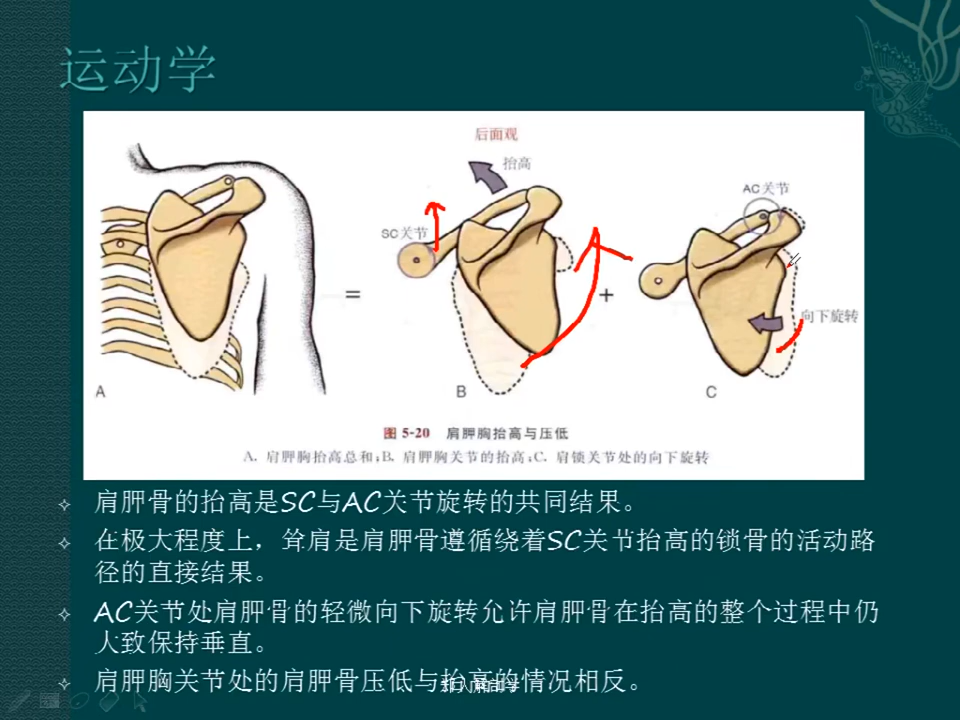 运动学
后面观
抬高
SC关节
AC关节
=
+
向下旋转
A
B
C
图 5-20 肩胛胸抬高与压低
A. 肩胛胸抬高总和;B. 肩胛胸关节的抬高;C. 肩锁关节处的向下旋转
肩胛骨的抬高是SC与AC关节旋转的共同结果。
在极大程度上，耸肩是肩胛骨遵循绕着SC关节抬高的锁骨的活动路
径的直接结果。
AC关节处肩胛骨的轻微向下旋转允许肩胛骨在抬高的整个过程中仍
大致保持垂直。
肩胛胸关节处的肩胛骨压低与抬高的情况相反。